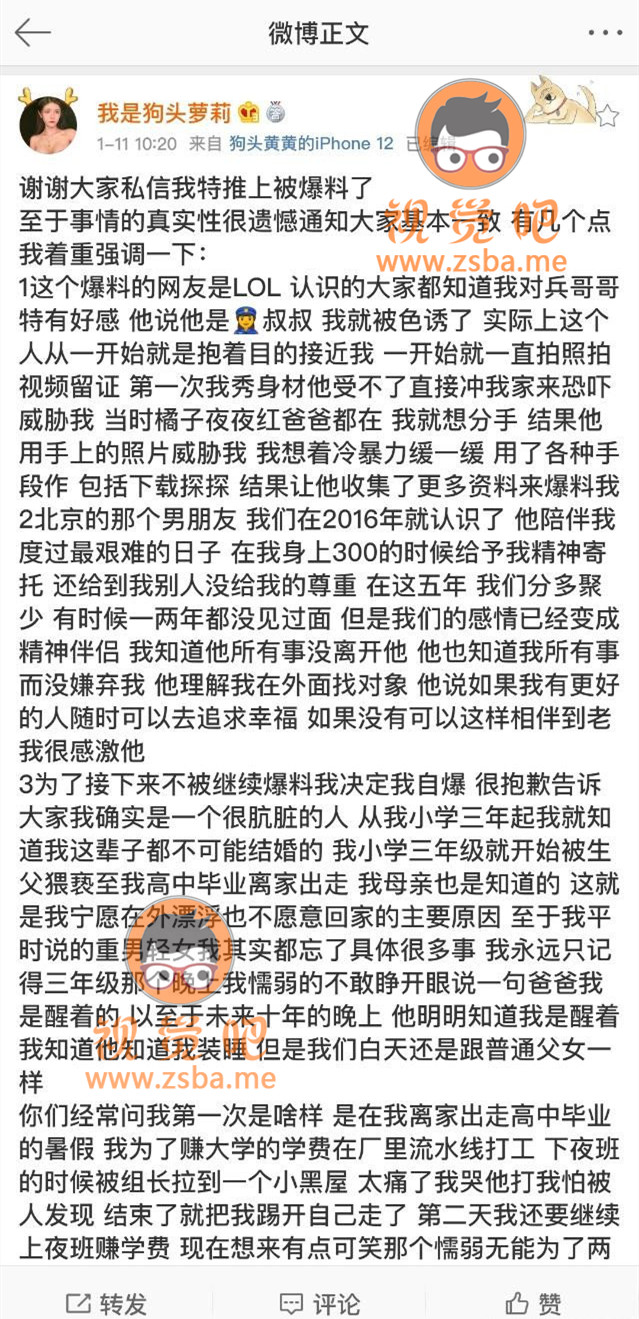 微博正文
我是狗头萝莉
1-11 10:20 来自 狗头黄黄的iPhone 12 已编辑
谢谢大家私信我特推上被爆料了
视觉吧
至于事情的真实性很遗憾通知大家基本一致 有几个点
www.zsba.me
我着重强调一下：
1这个爆料的网友是LOL 认识的大家都知道我对兵哥哥
特有好感 他说他是👮叔叔 我就被色诱了 实际上这个
人从一开始就是抱着目的接近我 一开始就一直拍照拍
视频留证 第一次我秀身材他受不了直接冲我家来恐吓
威胁我 当时橘子夜夜红爸爸都在 我就想分手 结果他
用手上的照片威胁我 我想着冷暴力缓一缓 用了各种手
段作 包括下载探探 结果让他收集了更多资料来爆料我
2北京的那个男朋友 我们在2016年就认识了 他陪伴我
度过最艰难的日子 在我身上300的时候给予我精神寄
托 还给到我别人没给我的尊重 在这五年 我们分多聚
少 有时候一两年都没见过面 但是我们的感情已经变成
精神伴侣 我知道他所有事没离开他 他也知道我所有事
而没嫌弃我 他理解我在外面找对象 他说如果我有更好
的人随时可以去追求幸福 如果没有可以这样相伴到老
我很感激他
3为了接下来不被继续爆料我决定我自爆 很抱歉告诉
大家我确实是一个很肮脏的人 从我小学三年起我就知
道我这辈子都不可能结婚的 我小学三年级就开始被生
父猥亵至我高中毕业离家出走 我母亲也是知道的 这就
是我宁愿在外漂浮也不愿意回家的主要原因 至于我平
时说的重男轻女我其实都忘了具体很多事 我永远只记
得三年级那个晚上我懦弱的不敢睁开眼说一句爸爸我
是醒着的 以至于未来十年的晚上 他明明知道我是醒着
视觉吧
我知道他知道我装睡 但是我们白天还是跟普通父女一
www.zsba.me
样
你们经常问我第一次是啥样 是在我离家出走高中毕业
的暑假 我为了赚大学的学费在厂里流水线打工 下夜班
的时候被组长拉到一个小黑屋 太痛了我哭他打我怕被
人发现 结束了就把我踢开自己走了 第二天我还要继续
上夜班赚学费 现在想来有点可笑那个懦弱无能为了两
转发 评论 赞